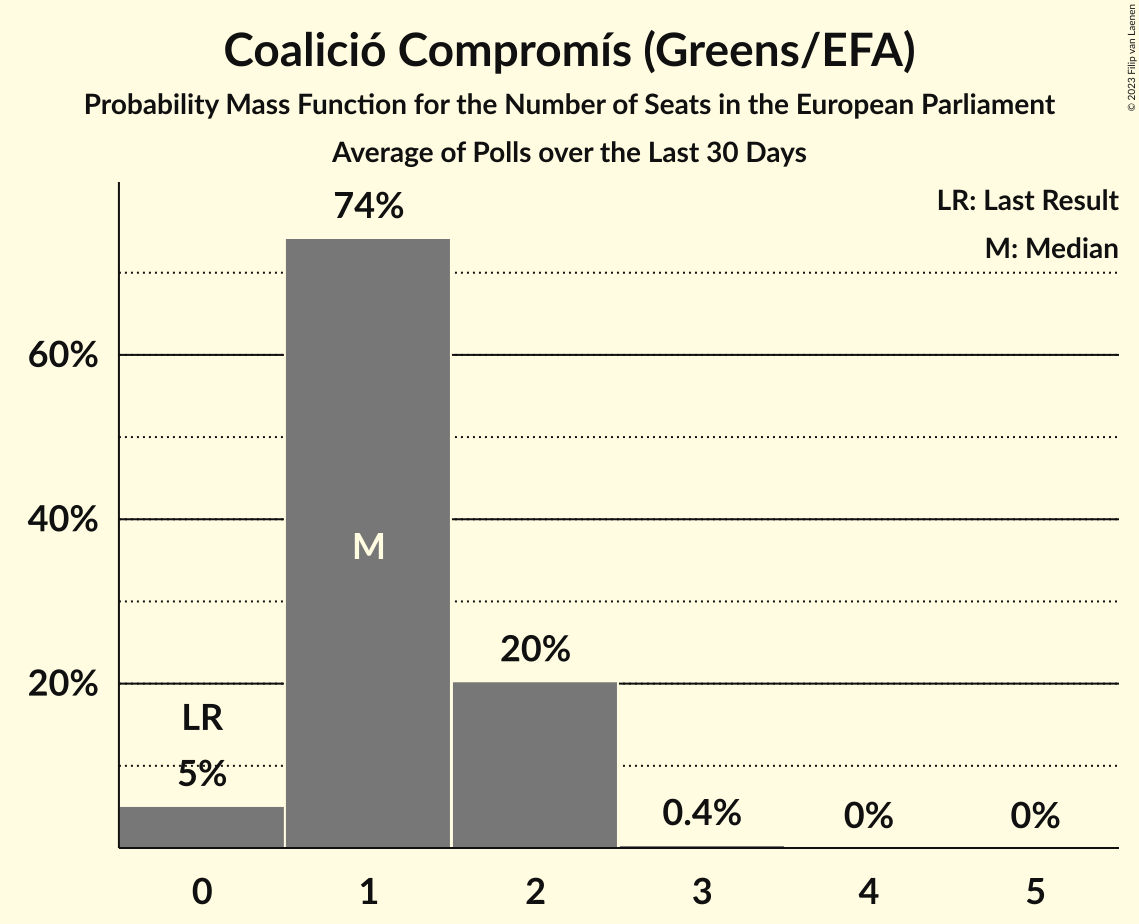 Coalició Compromís (Greens/EFA)
Probability Mass Function for the Number of Seats in the European Parliament
Average of Polls over the Last 30 Days
© 2023 Filip van Laenen
LR: Last Result
M: Median
74%
60%
40%
M
20%
20%
LR
5%
0.4%
0%
0%
0 1 2 3 4 5